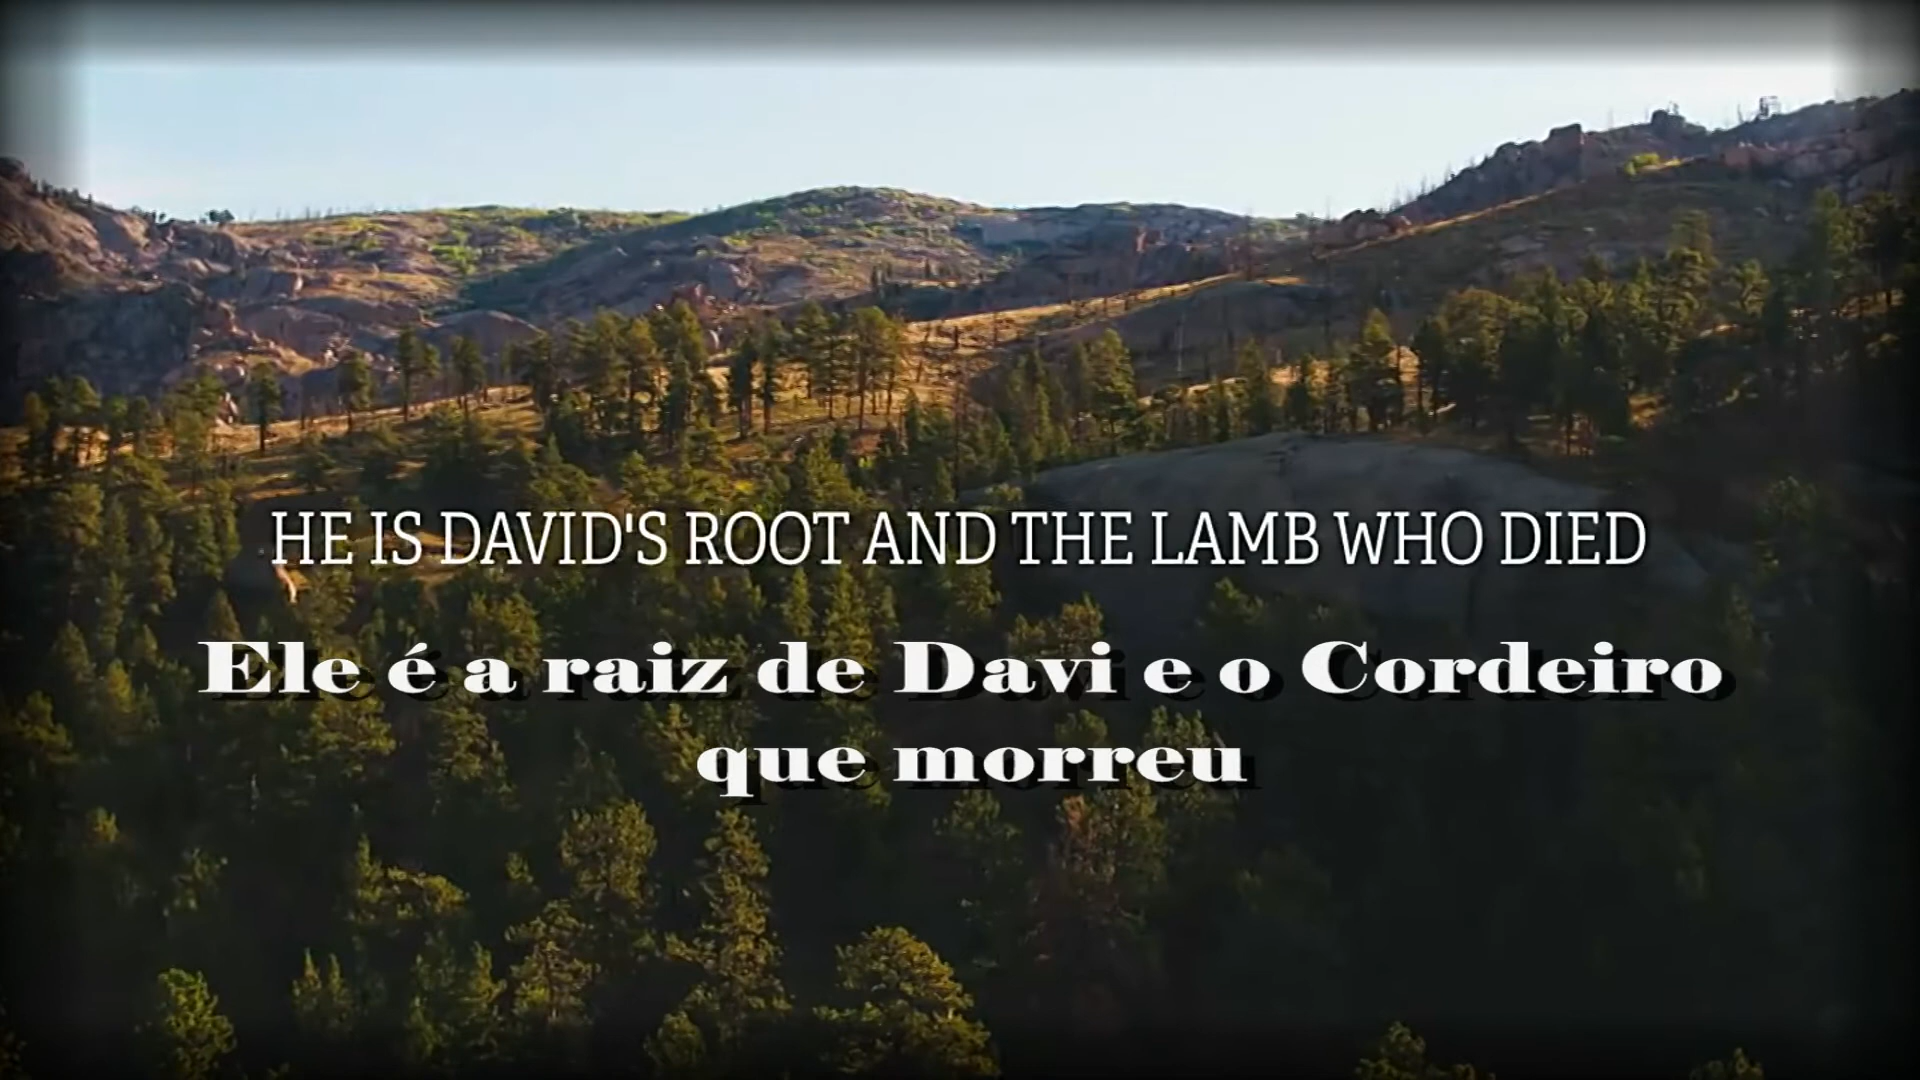 HE IS DAVID'S ROOT AND THE LAMB WHO DIED
Ele é a raiz de Davi e o Cordeiro
que morreu